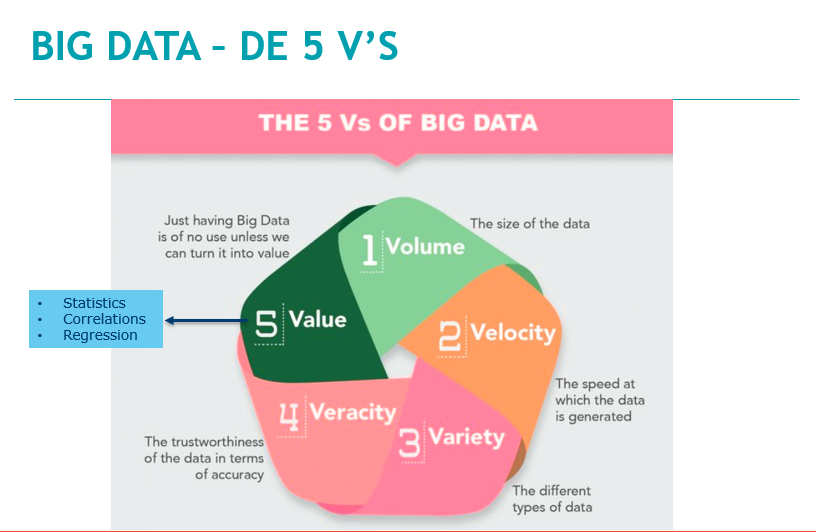 BIG DATA – DE 5 V’S
THE 5 Vs OF BIG DATA
Just having Big Data
is of no use unless we
can turn it into value
The size of the data
1 Volume
• Statistics
• Correlations
• Regression
5 Value
2 Velocity
The speed at
which the data
is generated
4 Veracity
3 Variety
The trustworthiness
of the data in terms
of accuracy
The different
types of data